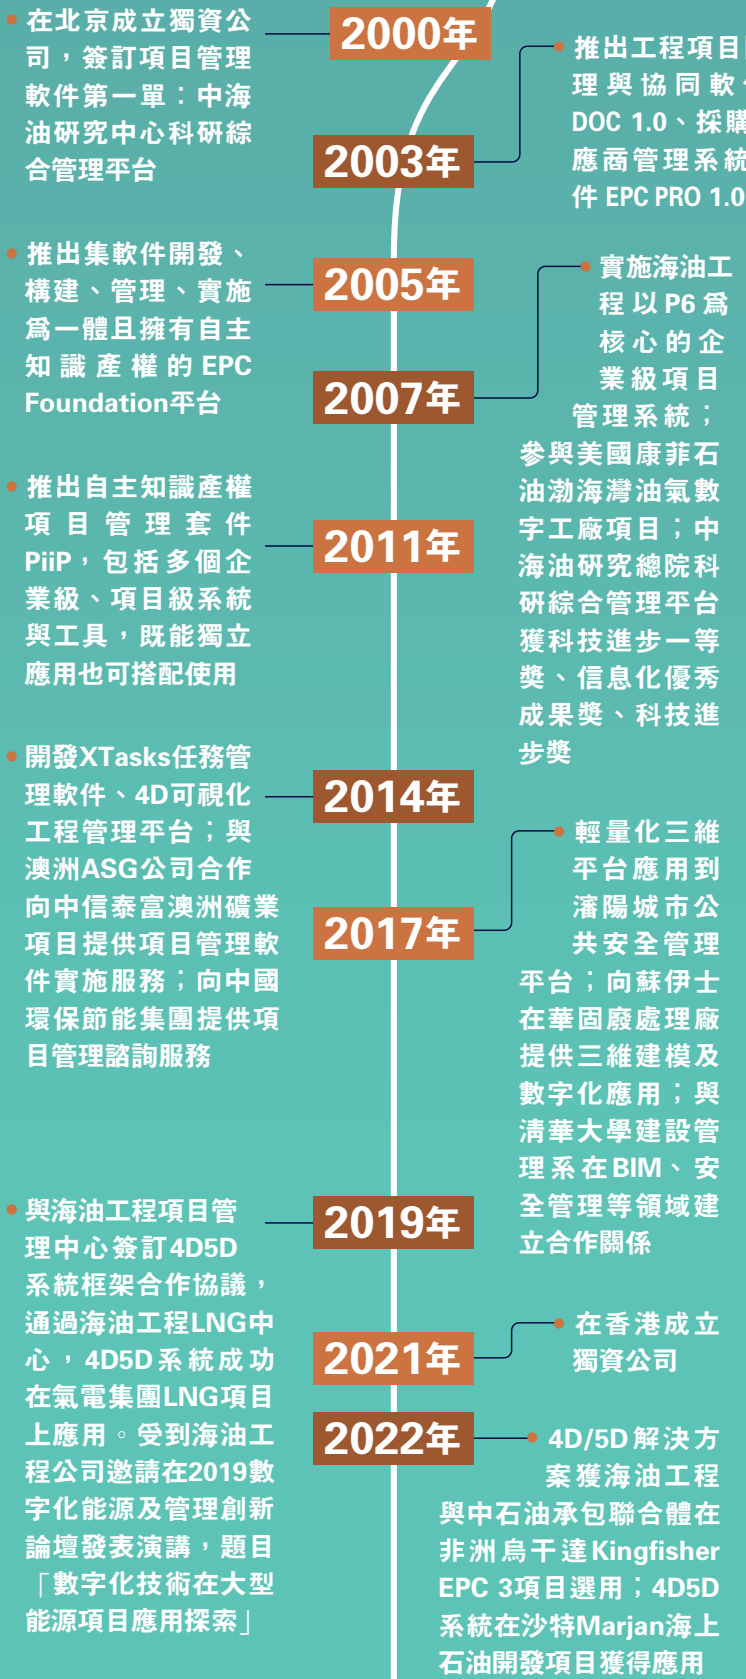 2000年
在北京成立獨資公
司，簽訂項目管理
軟件第一單：中海
油研究中心科研綜
合管理平台
2003年
推出工程項目
理與協同軟
DOC 1.0、採購
應商管理系統
件 EPC PRO 1.0
2005年
推出集軟件開發、
構建、管理、實施
爲一體且擁有自主
知識產權的EPC
Foundation平台
2007年
實施海油工
程以P6爲
核心的企
業級項目
管理系統；
參與美國康菲石
油渤海灣油氣數
字工廠項目；中
海油研究總院科
研綜合管理平台
獲科技進步一等
獎、信息化優秀
成果獎、科技進
步獎
2011年
推出自主知識產權
項目管理套件
PiiP，包括多個企
業級、項目級系統
與工具，既能獨立
應用也可搭配使用
2014年
開發XTasks任務管
理軟件、4D可視化
工程管理平台；與
澳洲ASG公司合作
向中信泰富澳洲礦業
項目提供項目管理軟
件實施服務；向中國
環保節能集團提供項
目管理諮詢服務
2017年
輕量化三維
平台應用到
瀋陽城市公
共安全管理
平台；向蘇伊士
在華固廢處理廠
提供三維建模及
數字化應用；與
淸華大學建設管
理系在BIM、安
全管理等領域建
立合作關係
2019年
與海油工程項目管
理中心簽訂4D5D
系統框架合作協議，
通過海油工程LNG中
心，4D5D系統成功
在氣電集團LNG項目
上應用。受到海油工
程公司邀請在2019數
字化能源及管理創新
論壇發表演講，題目
「數字化技術在大型
能源項目應用探索」
2021年
在香港成立
獨資公司
2022年
4D/5D解決方
案獲海油工程
與中石油承包聯合體在
非洲烏干達Kingfisher
EPC 3項目選用；4D5D
系統在沙特Marjan海上
石油開發項目獲得應用